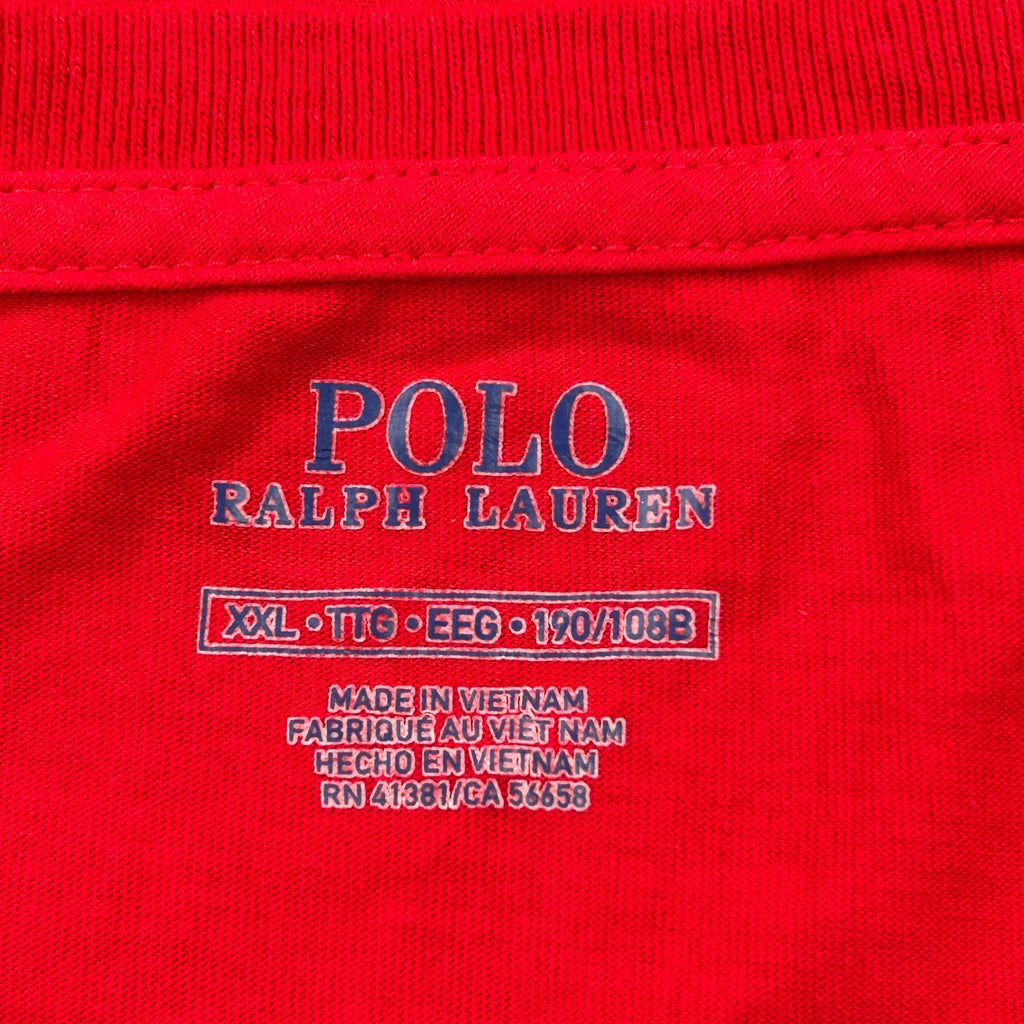 POLO
RALPH LAUREN
XXL • TTG • EEG • 190/108B
MADE IN VIETNAM
FABRIQUÉ AU VIÊT NAM
HECHO EN VIETNAM
RN 41381/CA 56658